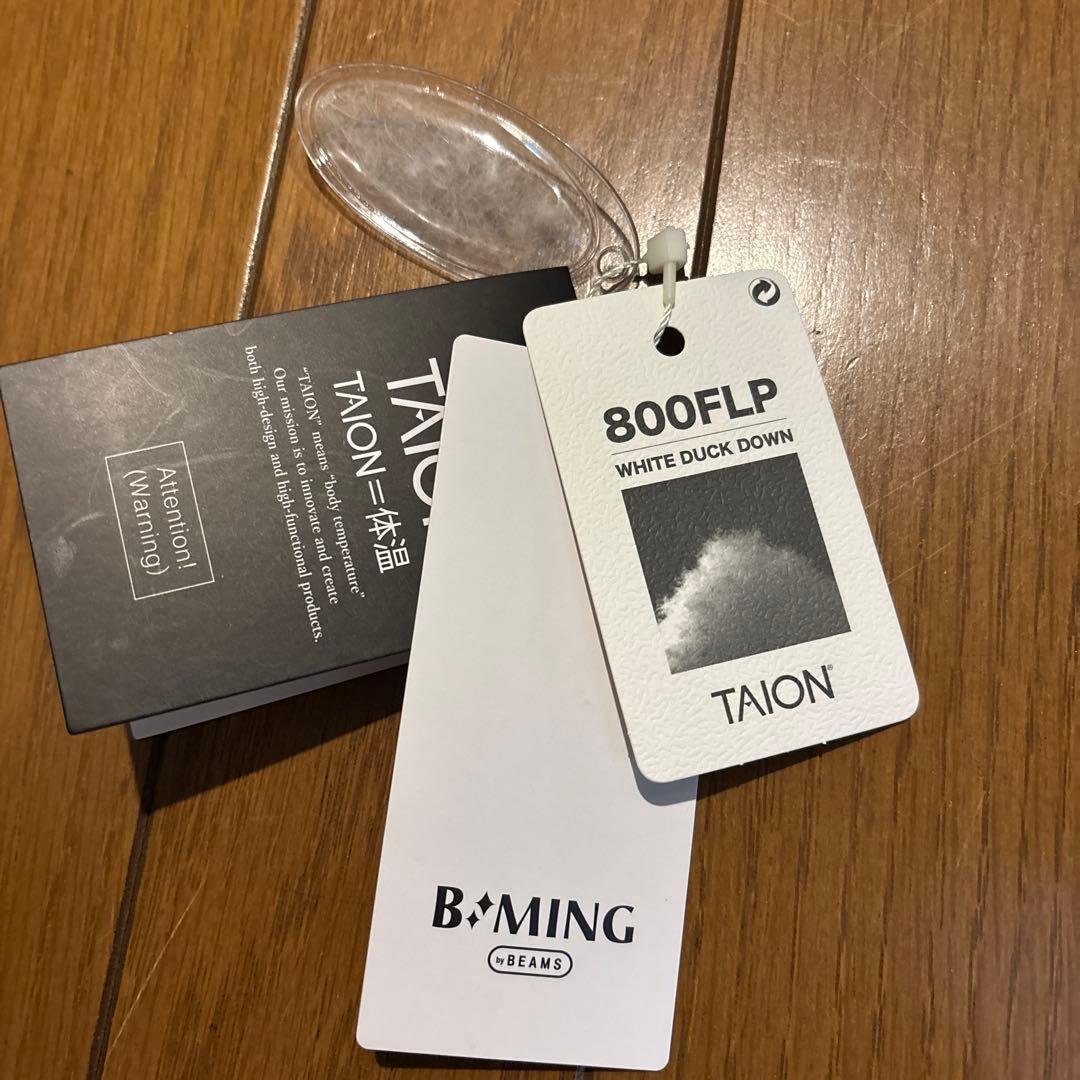 TAION
TAION=体温
"TAION" means "body temperature"
Our mission is to innovate and create
both high-design and high-functional products.
Attention!
(Warning)
800FLP
WHITE DUCK DOWN
TAION®
B MING
by BEAMS